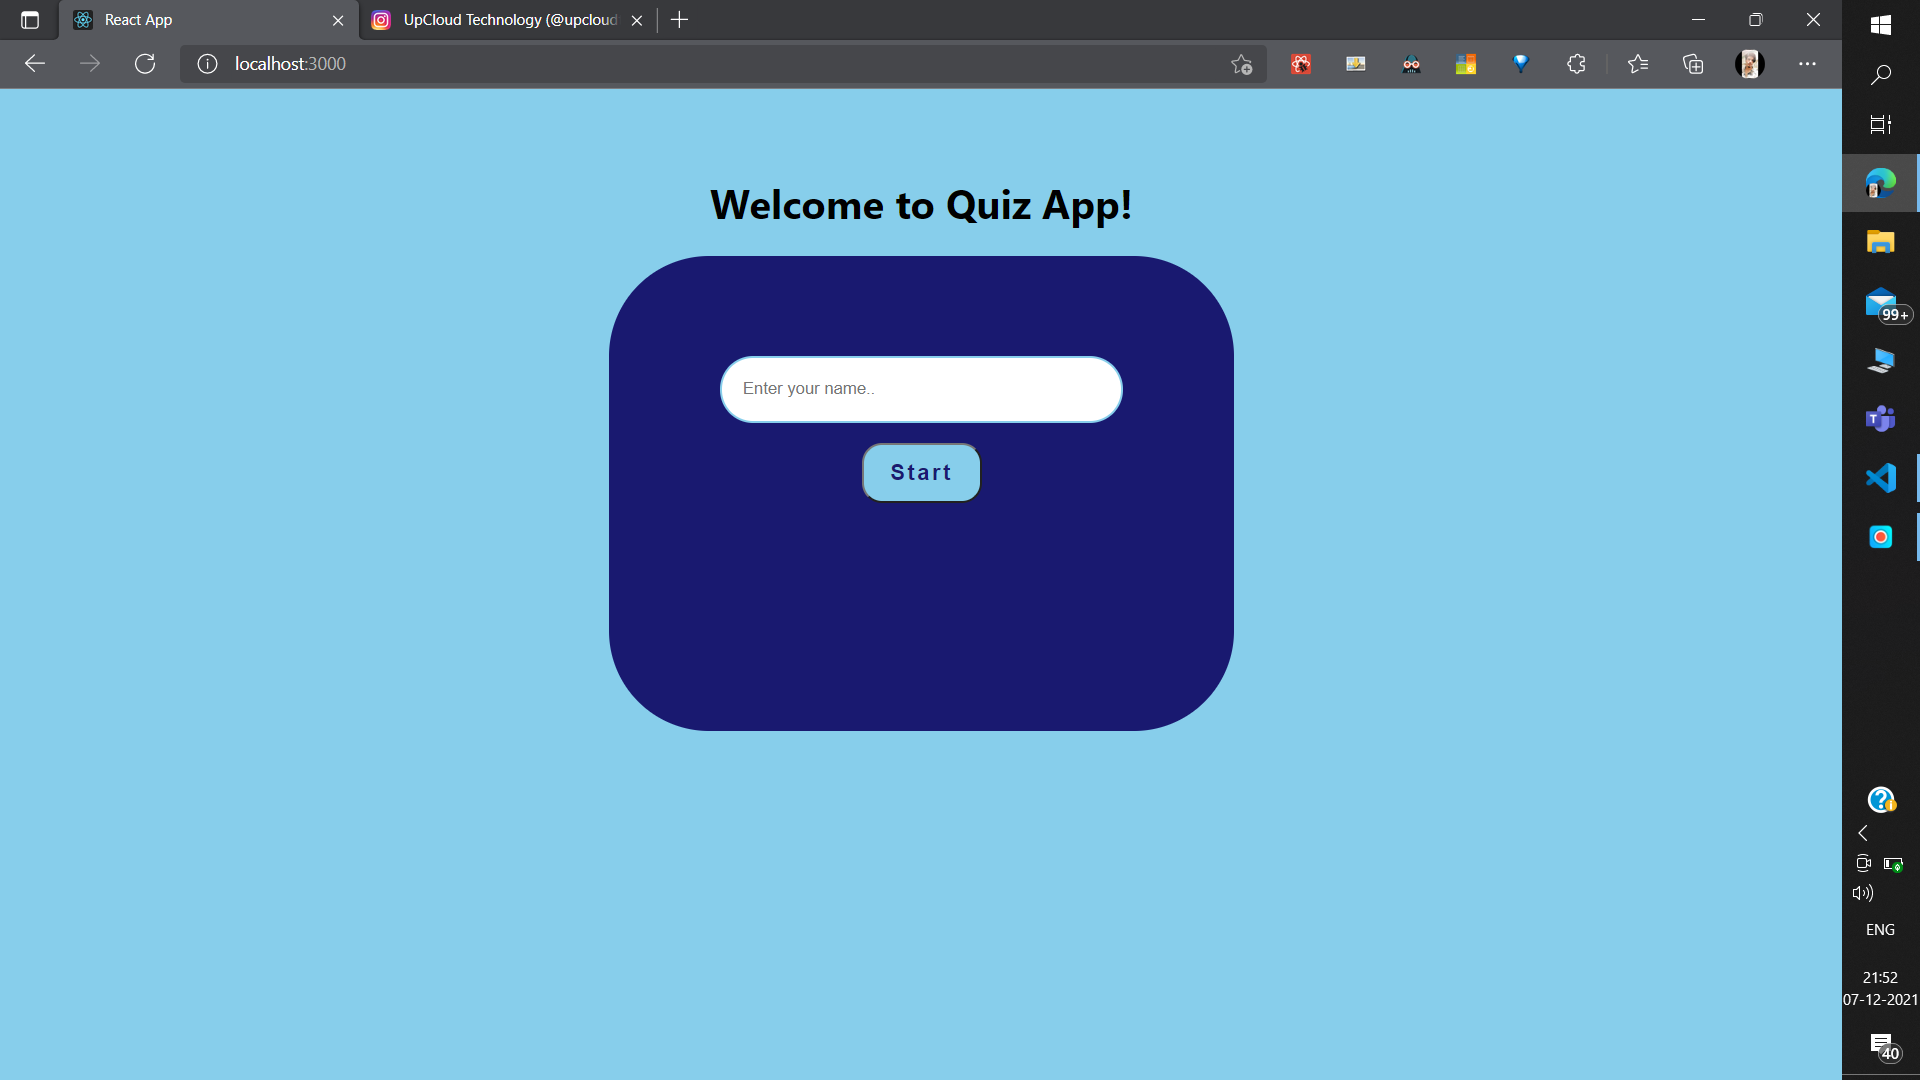 React App
UpCloud Technology (@upcloud
localhost:3000
Welcome to Quiz App!
Enter your name..
Start
99+
ENG
21:52
07-12-2021
40